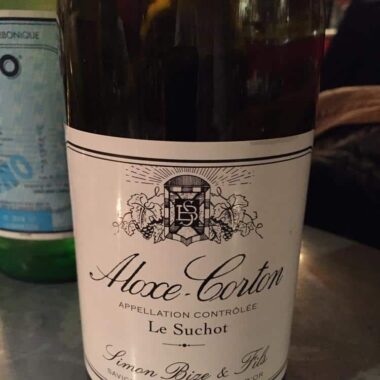 Aloxe-Corton
APPELLATION CONTRÔLÉE
Le Suchot
Simon Bize & Fils